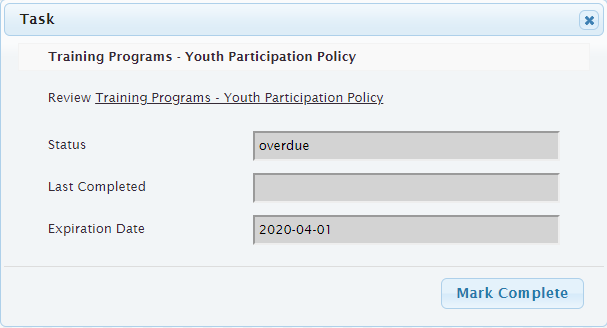 Task
Training Programs - Youth Participation Policy
Review Training Programs - Youth Participation Policy
Status overdue
Last Completed
Expiration Date 2020-04-01
Mark Complete